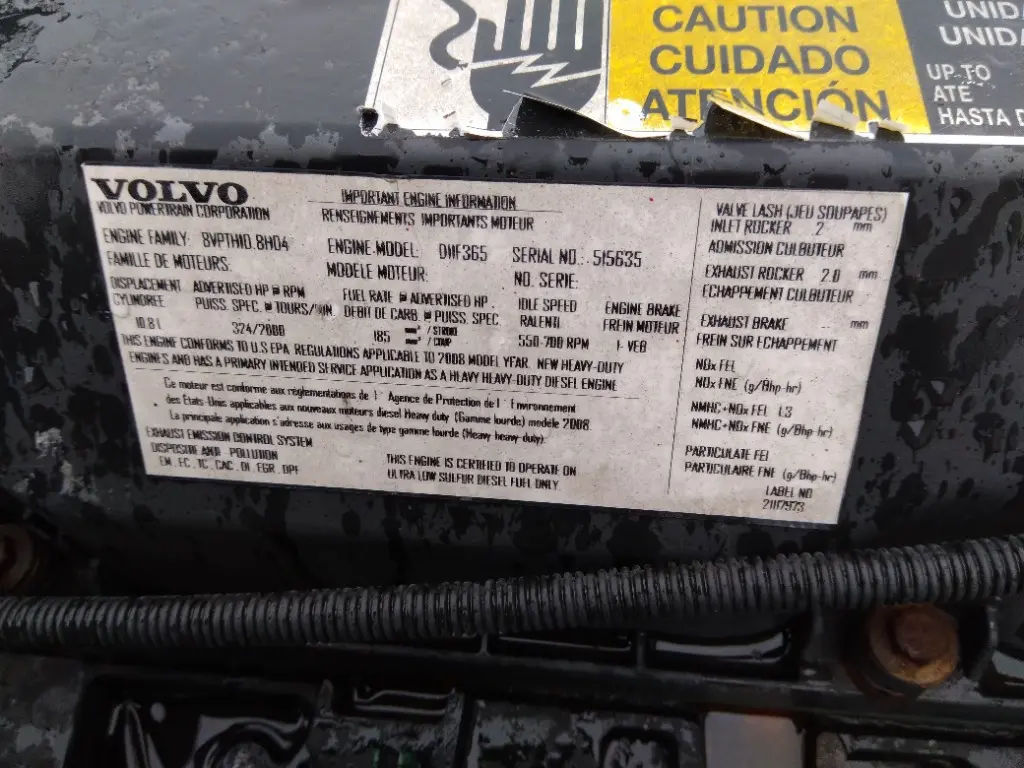 CAUTION
CUIDADO
ATENCIÓN
UNID
UNID
UP TO
ATÉ
HASTA D
VOLVO
VOLVO POWERTRAIN CORPORATION
IMPORTANT ENGINE INFORMATION
RENSEIGNEMENTS IMPORTANTS MOTEUR
ENGINE FAMILY: 8VPTH10.8H04
FAMILLE DE MOTEURS:
ENGINE MODEL: D11F365
MODÈLE MOTEUR:
SERIAL NO.: 515635
NO. SERIE:
DISPLACEMENT
CYLINDREE
10.8 L
ADVERTISED HP @ RPM
PUISS. SPEC. @ TOURS/MIN.
324/2000
FUEL RATE @ ADVERTISED HP.
DEBIT DE CARB. @ PUISS. SPEC.
185 / STROKE
/ COUP
IDLE SPEED
RALENTI
550-700 RPM
ENGINE BRAKE
FREIN MOTEUR
1-VEB
THIS ENGINE CONFORMS TO U.S EPA REGULATIONS APPLICABLE TO 2008 MODEL YEAR. NEW HEAVY-DUTY
ENGINES AND HAS A PRIMARY INTENDED SERVICE APPLICATION AS A HEAVY HEAVY-DUTY DIESEL ENGINE
Ce moteur est conforme aux règlementations de l' Agence de Protection de l' Environnement
des États-Unis applicables aux nouveaux moteurs diesel Heavy duty (Gamme lourde) modèle 2008.
La principale application s'adresse aux usages de type gamme lourde (Heavy heavy-duty).
EXHAUST EMISSION CONTROL SYSTEM
DISPOSITIF ANTI - POLLUTION
EM , EC , TC , CAC , DI , EGR , DPF
THIS ENGINE IS CERTIFIED TO OPERATE ON
ULTRA LOW SULFUR DIESEL FUEL ONLY.
VALVE LASH (JEU SOUPAPES)
INLET ROCKER .2 mm
ADMISSION CULBUTEUR
EXHAUST ROCKER 2.0 mm
ECHAPPEMENT CULBUTEUR
EXHAUST BRAKE mm
FREIN SUR ECHAPPEMENT
NOx FEL
NOx FNE (g/Bhp-hr)
NMHC+NOx FEL 1.3
NMHC+NOx FNE (g/Bhp-hr)
PARTICULATE FEL
PARTICULAIRE FNE (g/Bhp-hr)
LABEL NO
21117973